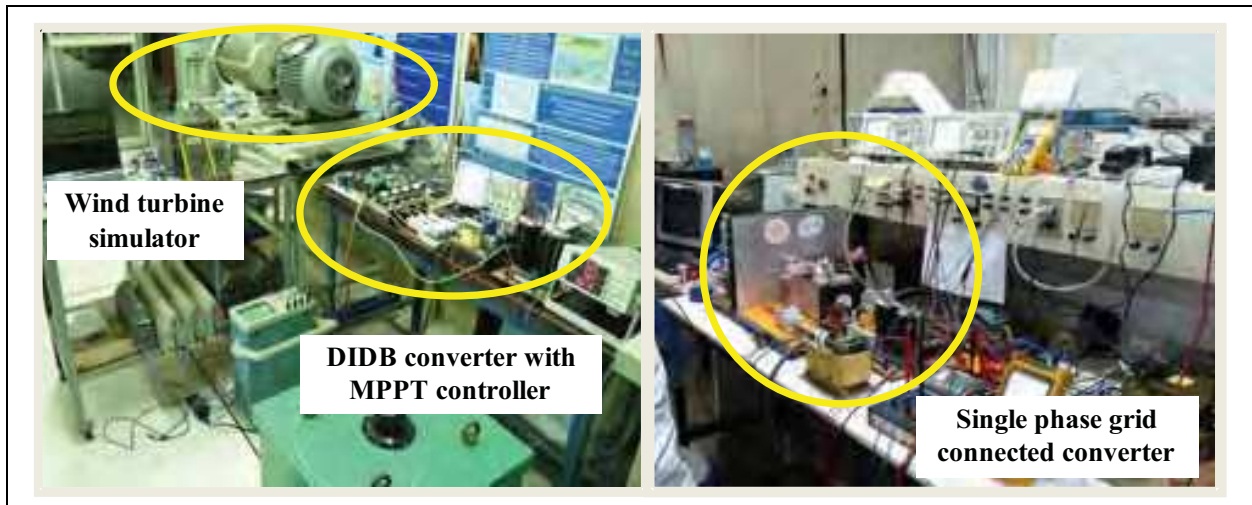 Wind turbine
simulator
DIDB converter with
MPPT controller
Single phase grid
connected converter